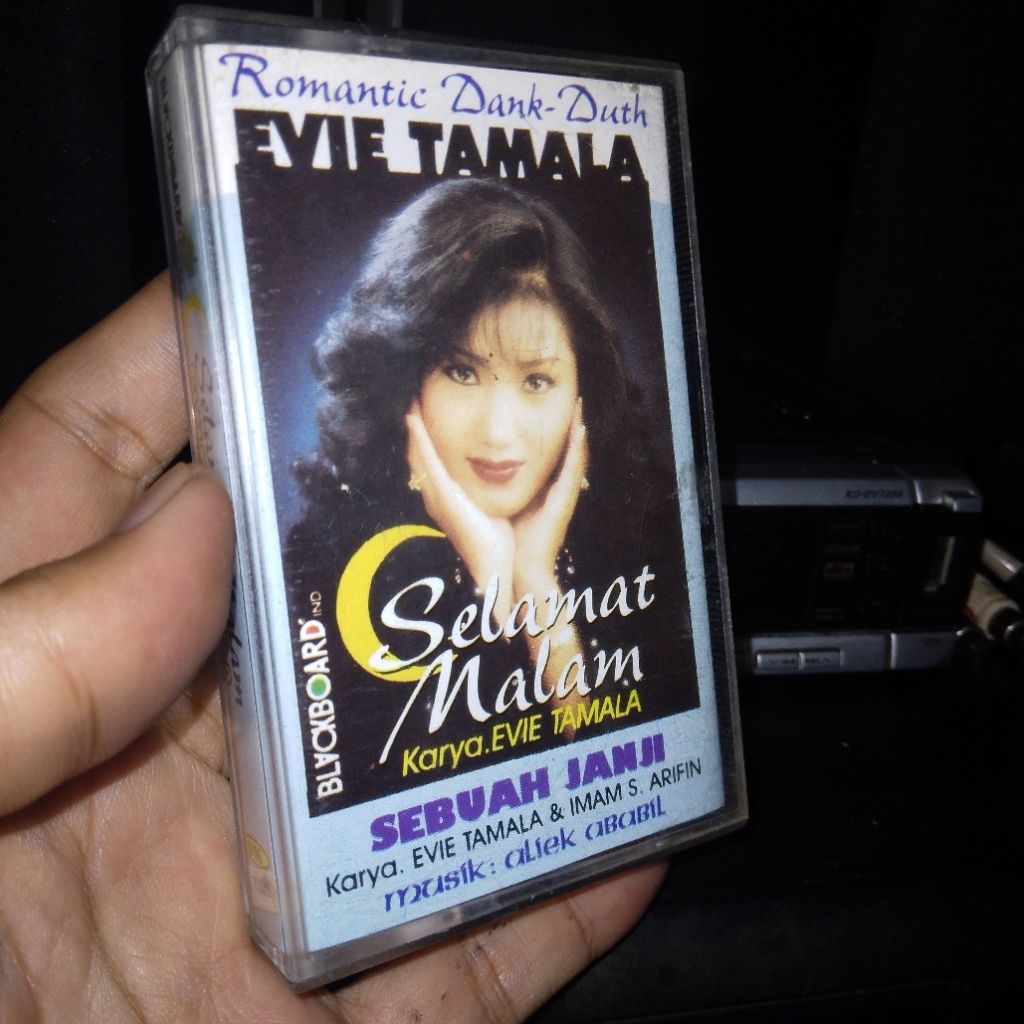 Romantic Dank-Duth
EVIE TAMALA
BLACKBOARD IND
Selamat
Malam
Karya.EVIE TAMALA
SEBUAH JANJI
Karya. EVIE TAMALA & IMAM S. ARIFIN
musik: aliek ababil